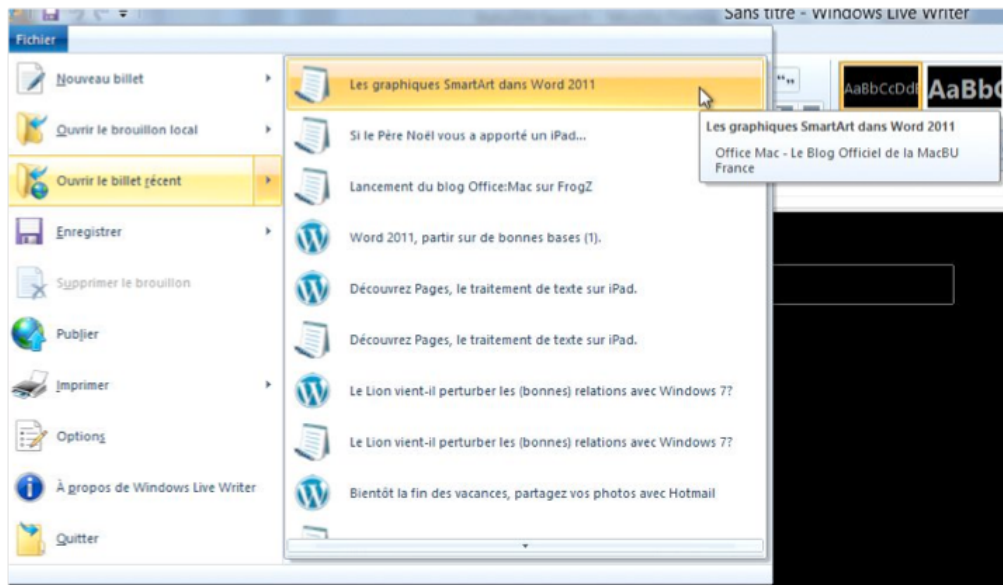 Sans titre - Windows Live Writer
Fichier
Nouveau billet
Ouvrir le brouillon local
Ouvrir le billet récent
Enregistrer
Supprimer le brouillon
Publier
Imprimer
Options
À propos de Windows Live Writer
Quitter
Les graphiques SmartArt dans Word 2011
Si le Père Noël vous a apporté un iPad...
Lancement du blog Office:Mac sur FrogZ
Word 2011, partir sur de bonnes bases (1).
Découvrez Pages, le traitement de texte sur iPad.
Découvrez Pages, le traitement de texte sur iPad.
Le Lion vient-il perturber les (bonnes) relations avec Windows 7?
Le Lion vient-il perturber les (bonnes) relations avec Windows 7?
Bientôt la fin des vacances, partagez vos photos avec Hotmail
AaBbCcDd
AaBb
Les graphiques SmartArt dans Word 2011
Office Mac - Le Blog Officiel de la MacBU
France